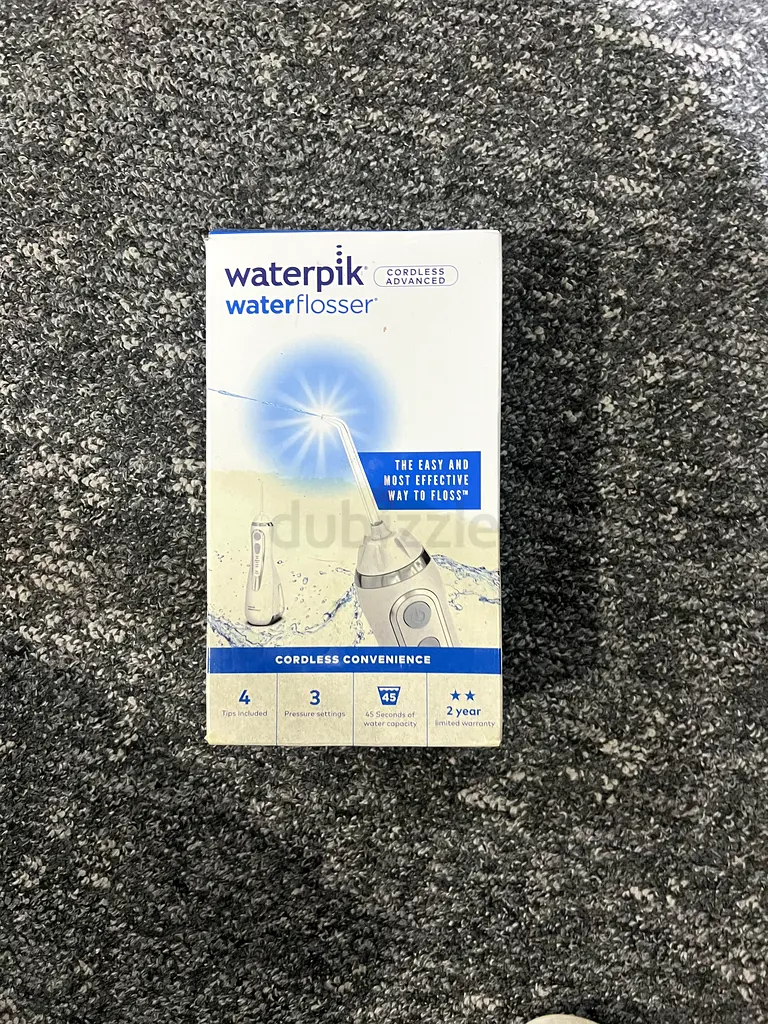 waterpik®
CORDLESS
ADVANCED
waterflosser®
THE EASY AND
MOST EFFECTIVE
WAY TO FLOSS™
dubizzle
CORDLESS CONVENIENCE
4
Tips Included
3
Pressure settings
45
45 Seconds of
water capacity
2 year
limited warranty